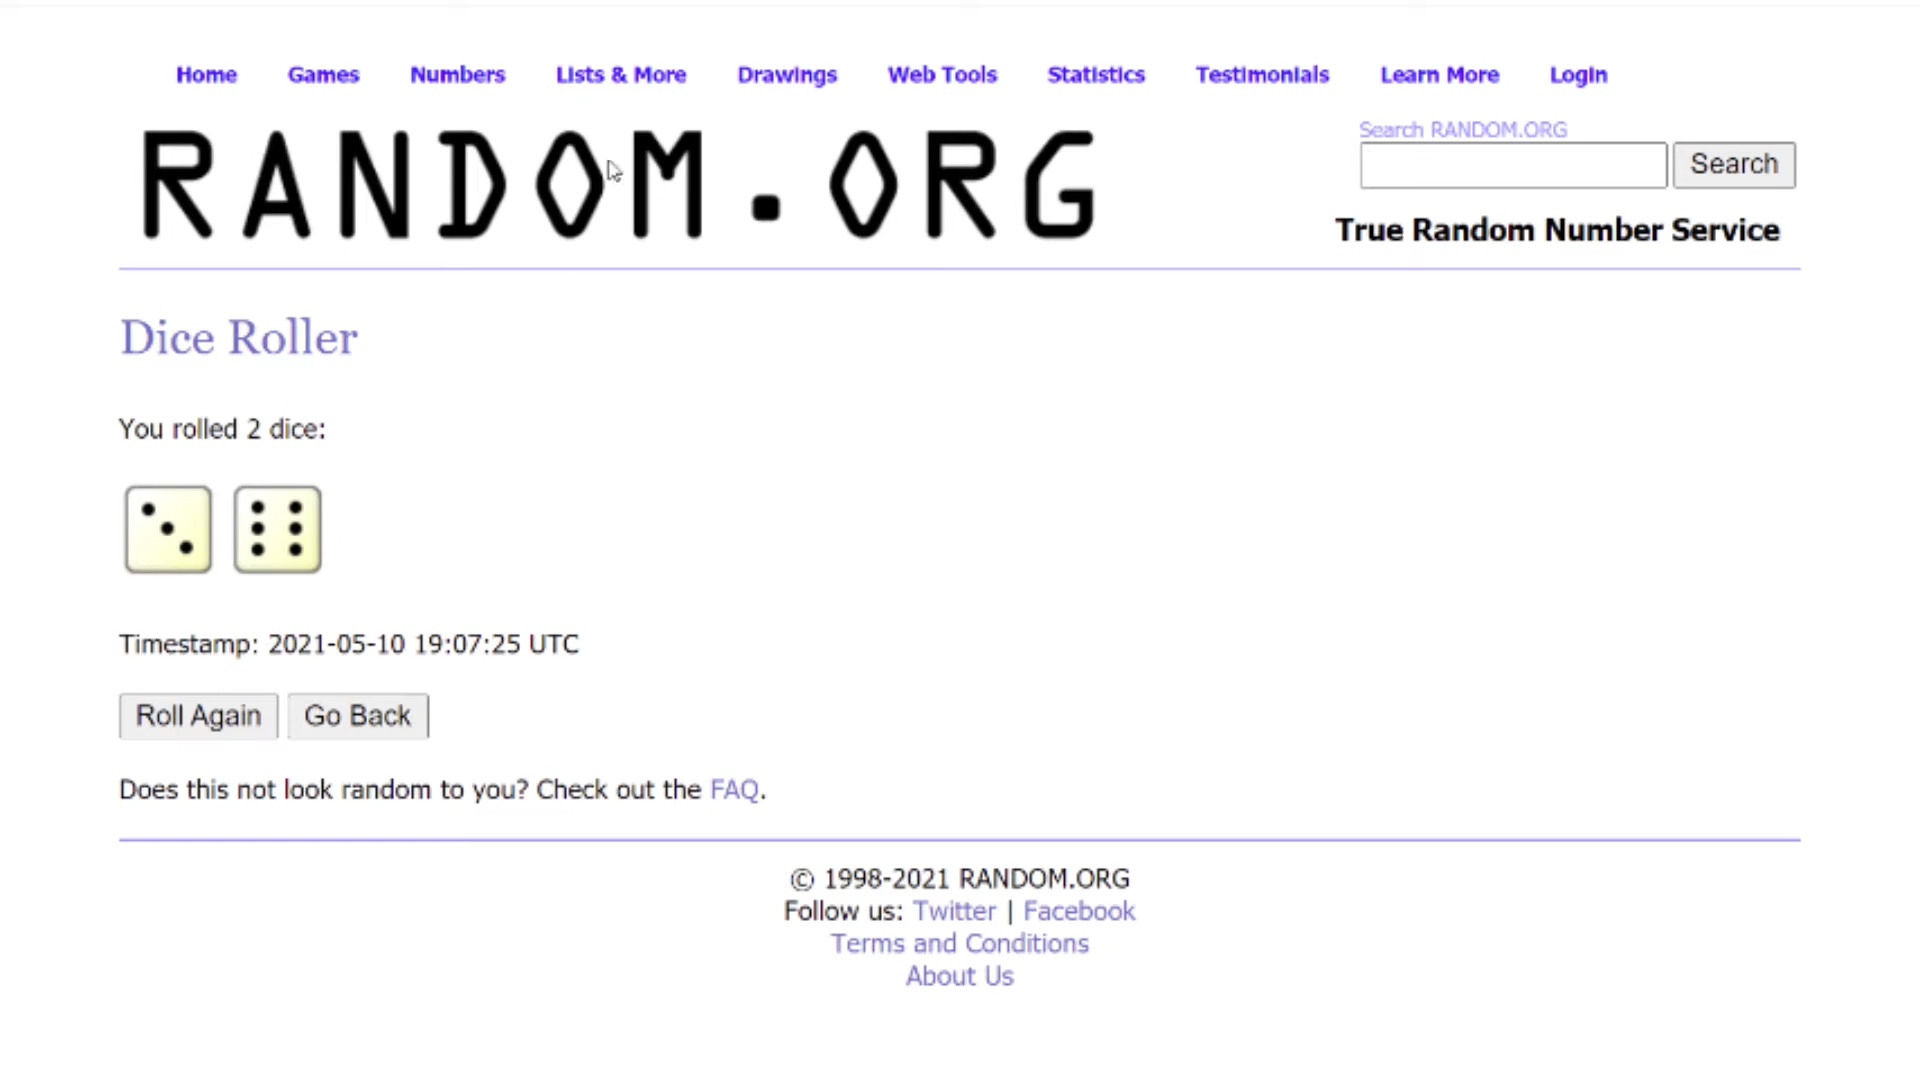 Home Games Numbers Lists & More Drawings Web Tools Statistics Testimonials Learn More Login
RANDOM.ORG
Search RANDOM.ORG
Search
True Random Number Service
Dice Roller
You rolled 2 dice:
Timestamp: 2021-05-10 19:07:25 UTC
Roll Again Go Back
Does this not look random to you? Check out the FAQ.
© 1998-2021 RANDOM.ORG
Follow us: Twitter | Facebook
Terms and Conditions
About Us